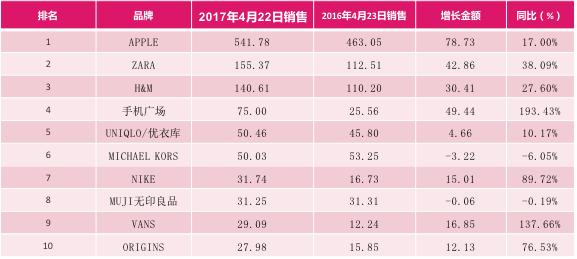 排名 品牌 2017年4月22日销售 2016年4月23日销售 增长金额 同比（%）
1 APPLE 541.78 463.05 78.73 17.00%
2 ZARA 155.37 112.51 42.86 38.09%
3 H&M 140.61 110.20 30.41 27.60%
4 手机广场 75.00 25.56 49.44 193.43%
5 UNIQLO/优衣库 50.46 45.80 4.66 10.17%
6 MICHAEL KORS 50.03 53.25 -3.22 -6.05%
7 NIKE 31.74 16.73 15.01 89.72%
8 MUJI无印良品 31.25 31.31 -0.06 -0.19%
9 VANS 29.09 12.24 16.85 137.66%
10 ORIGINS 27.98 15.85 12.13 76.53%